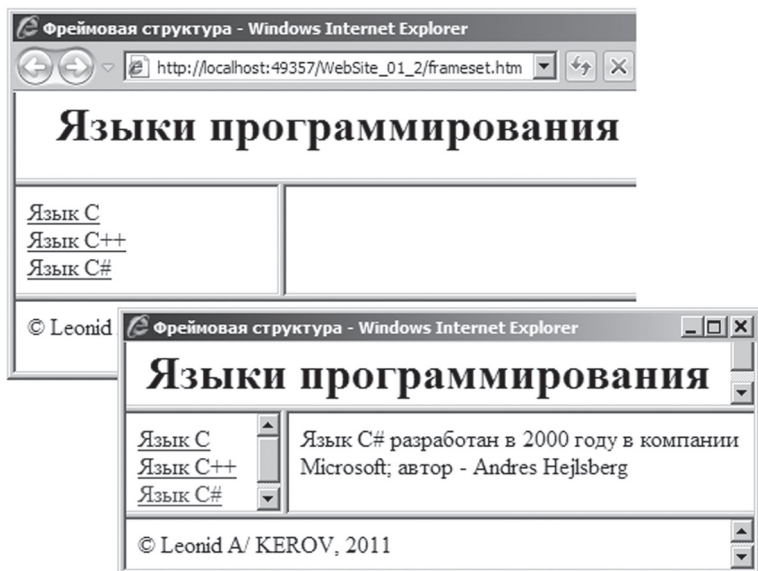 Фреймовая структура - Windows Internet Explorer
http://localhost:49357/WebSite_01_2/frameset.htm
Языки программирования
Язык C
Язык C++
Язык C#
© Leonid
Фреймовая структура - Windows Internet Explorer
Языки программирования
Язык C
Язык C++
Язык C#
Язык C# разработан в 2000 году в компании
Microsoft; автор - Andres Hejlsberg
© Leonid A/ KEROV, 2011